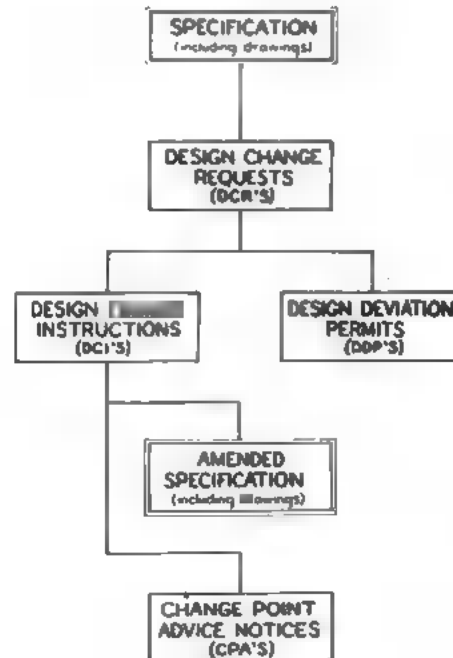 SPECIFICATION
(including drawings)
DESIGN CHANGE
REQUESTS
(DCR'S)
DESIGN
INSTRUCTIONS
(DCI'S)
DESIGN DEVIATION
PERMITS
(DDP'S)
AMENDED
SPECIFICATION
(including
CHANGE POINT
ADVICE NOTICES
(CPA'S)